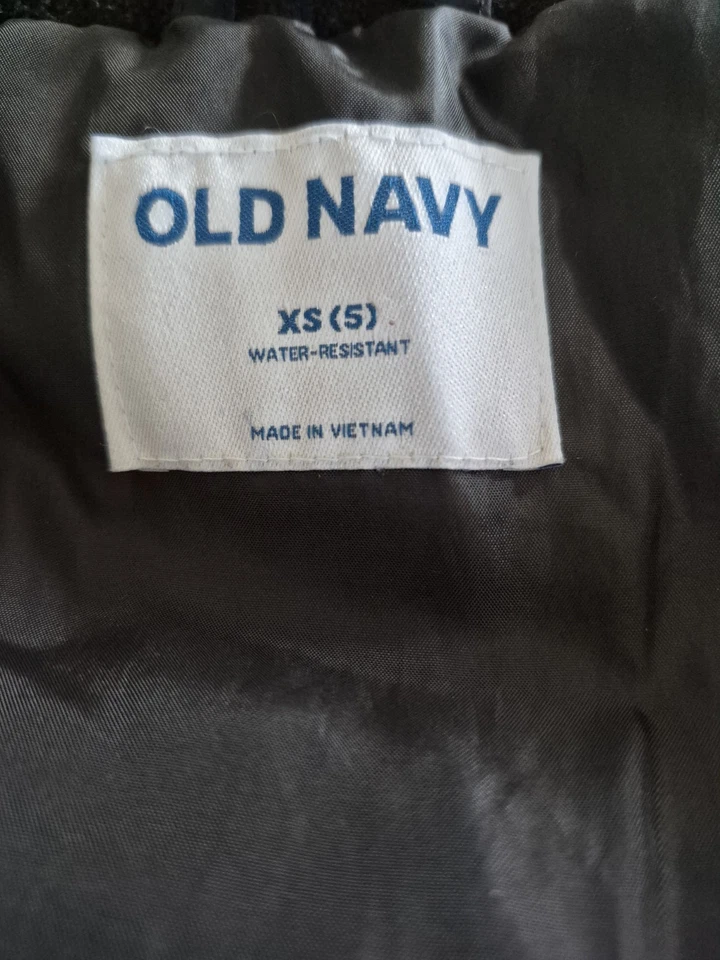 OLD NAVY
XS (5)
WATER-RESISTANT
MADE IN VIETNAM